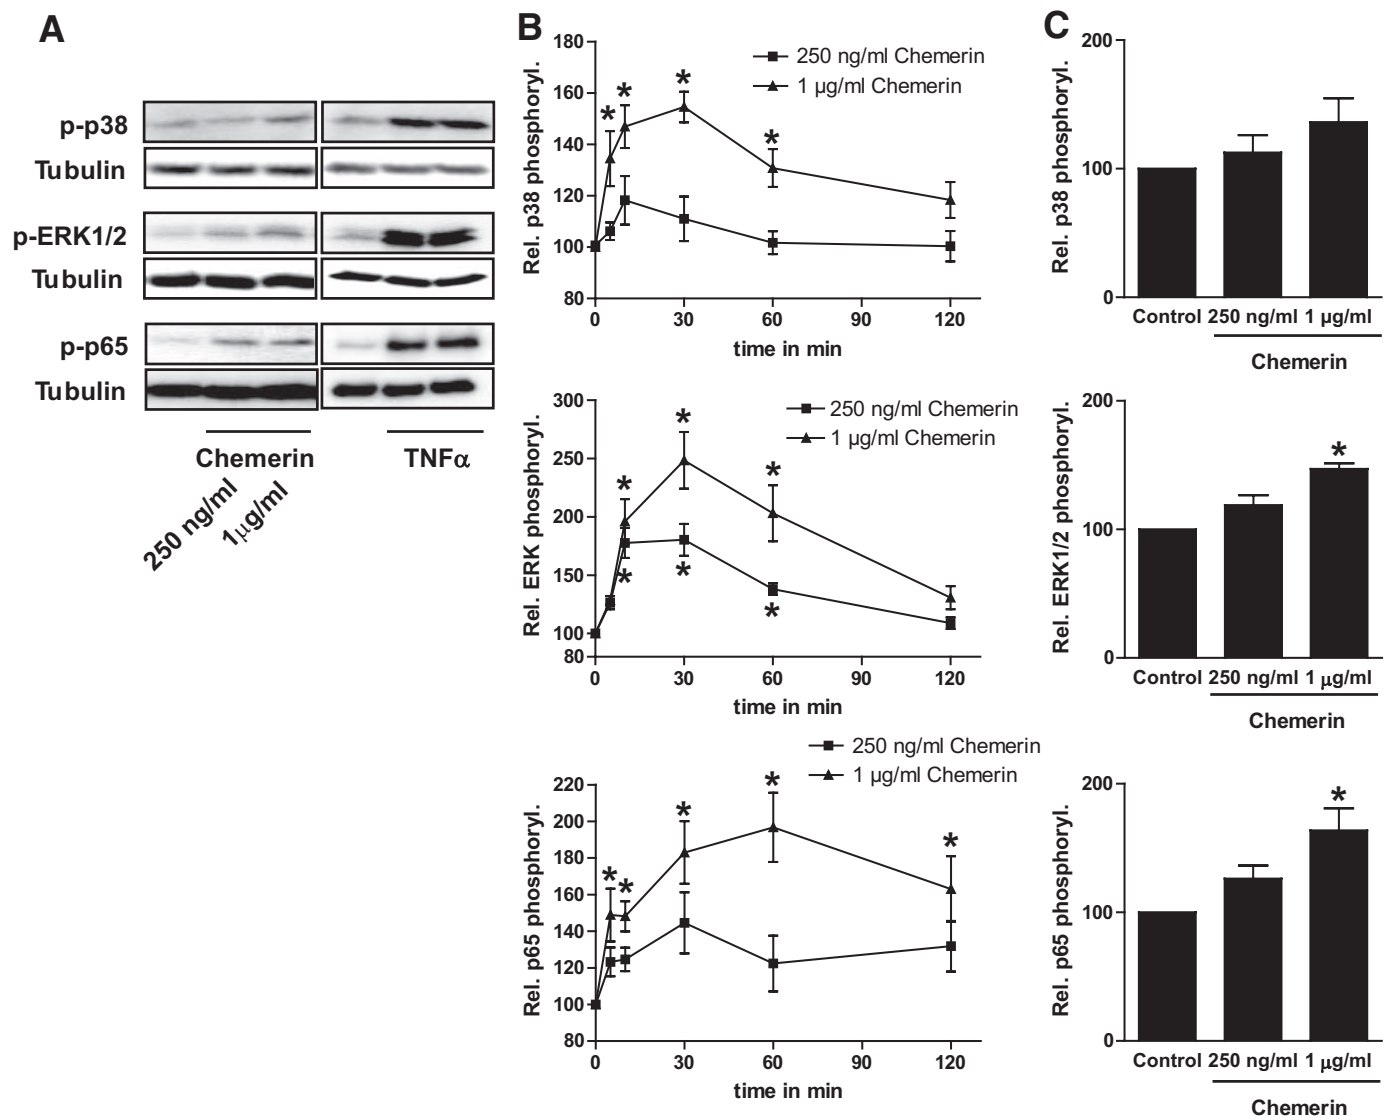 A
p-p38
Tubulin
p-ERK1/2
Tubulin
p-p65
Tubulin
Chemerin
TNFα
250 ng/ml
1μg/ml
B
Rel. p38 phosphoryl.
180
160
140
120
100
80
250 ng/ml Chemerin
1 µg/ml Chemerin
* * * *
0 30 60 90 120
time in min
Rel. ERK phosphoryl.
300
250
200
150
100
80
250 ng/ml Chemerin
1 µg/ml Chemerin
* * *
* * *
0 30 60 90 120
time in min
250 ng/ml Chemerin
1 µg/ml Chemerin
Rel. p65 phosphoryl.
220
200
180
160
140
120
100
80
* * * * *
0 30 60 90 120
time in min
C
Rel. p38 phosphoryl.
200
100
0
Control 250 ng/ml 1 µg/ml
Chemerin
Rel. ERK1/2 phosphoryl.
200
100
0
*
Control 250 ng/ml 1 μg/ml
Chemerin
Rel. p65 phosphoryl.
200
100
0
*
Control 250 ng/ml 1 μg/ml
Chemerin